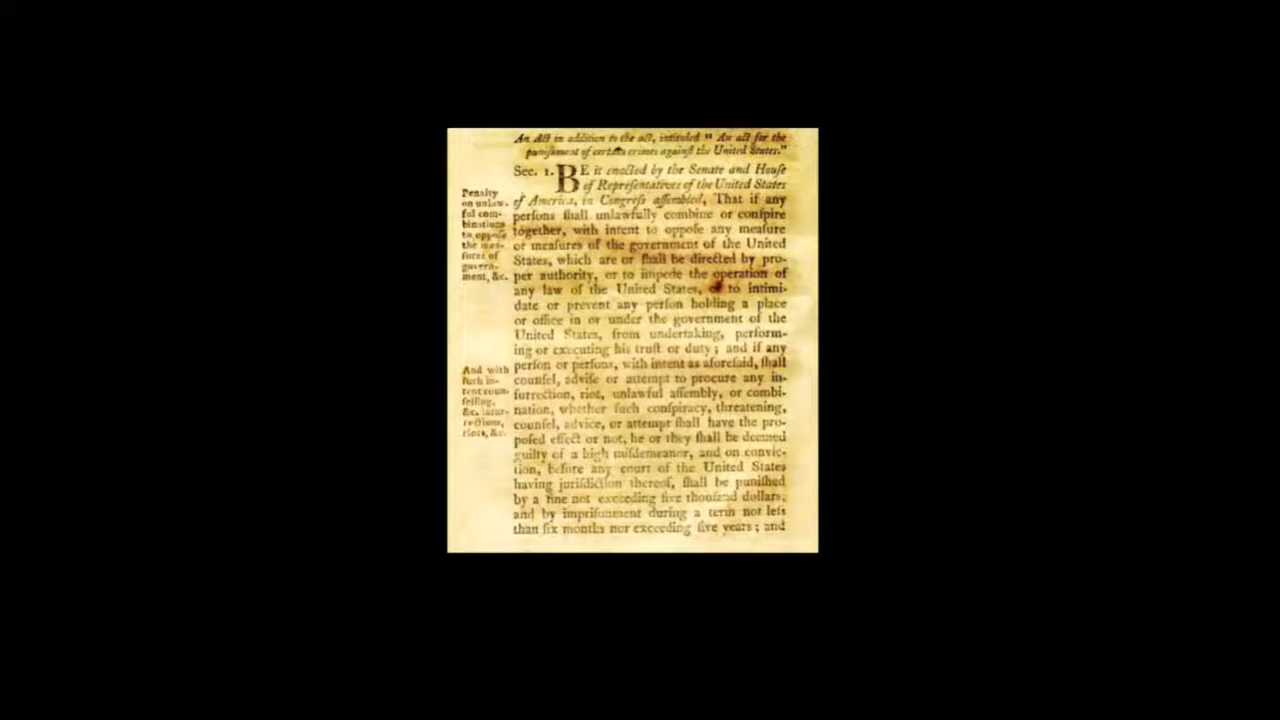 An Act in addition to the act, intituled " An act for the
puniſhment of certain crimes againſt the United States."
Sec. 1. BE it enacted by the Senate and Houſe
of Repreſentatives of the United States
of America, in Congreſs aſſembled, That if any
perſons ſhall unlawfully combine or conſpire
together, with intent to oppoſe any meaſure
or meaſures of the government of the United
States, which are or ſhall be directed by pro-
per authority, or to impede the operation of
any law of the United States, or to intimi-
date or prevent any perſon holding a place
or office in or under the government of the
United States, from undertaking, perform-
ing or executing his truſt or duty ; and if any
perſon or perſons, with intent as aforeſaid, ſhall
counſel, adviſe or attempt to procure any in-
ſurrection, riot, unlawful aſſembly, or combi-
nation, whether ſuch conſpiracy, threatening,
counſel, advice, or attempt ſhall have the pro-
poſed effect or not, he or they ſhall be deemed
guilty of a high miſdemeanor, and on convic-
tion, before any court of the United States
having juriſdiction thereof, ſhall be puniſhed
by a fine not exceeding five thouſand dollars,
and by impriſonment during a term not leſs
than ſix months nor exceeding five years ; and
Penalty
on unlaw-
ful com-
binations
to oppoſe
the mea-
ſures of
govern-
ment, &c.
And with
ſuch in-
tent coun-
ſelling,
&c. inſur-
rections,
riots, &c.